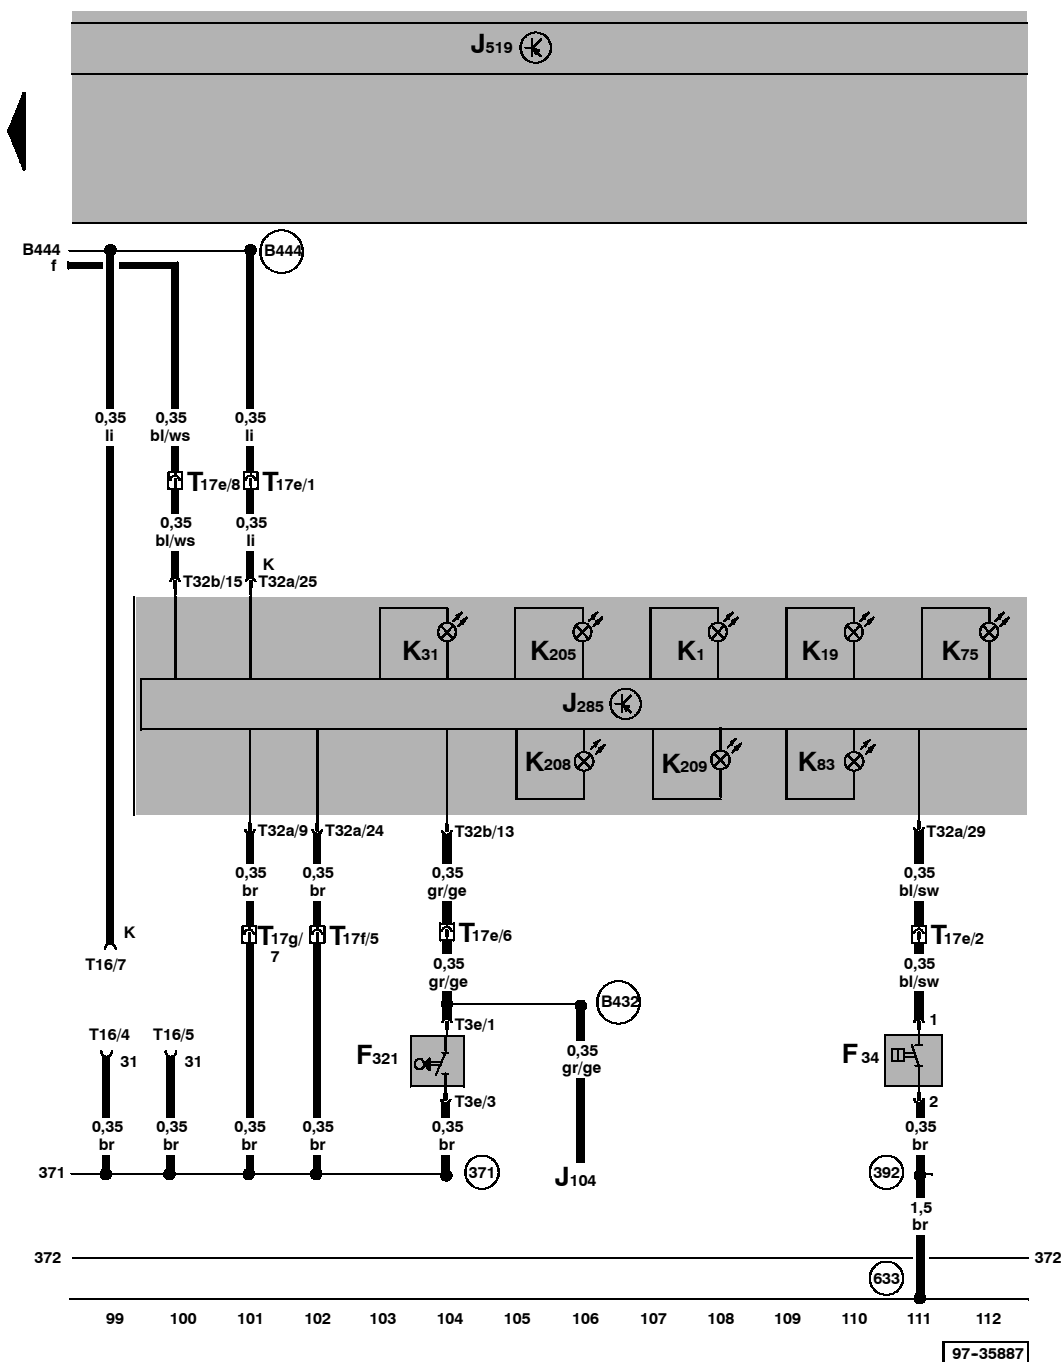 J519
B444
B444
f
0,35 0,35 0,35
li bl/ws li
T17e/8 T17e/1
0,35 0,35
bl/ws li
K
T32b/15 T32a/25
K31 K205 K1 K19 K75
J285
K208 K209 K83
T32a/9 T32a/24 T32b/13 T32a/29
0,35 0,35 0,35 0,35
br br gr/ge bl/sw
K T17g/ T17f/5 T17e/6 T17e/2
7
T16/7 0,35 0,35
gr/ge bl/sw
B432
T3e/1 1
T16/4 T16/5
31 31 F321 0,35 F34
gr/ge
T3e/3 2
0,35 0,35 0,35 0,35 0,35 0,35
br br br br br br
371 371 J104 392
1,5
br
372 372
633
99 100 101 102 103 104 105 106 107 108 109 110 111 112
97-35887